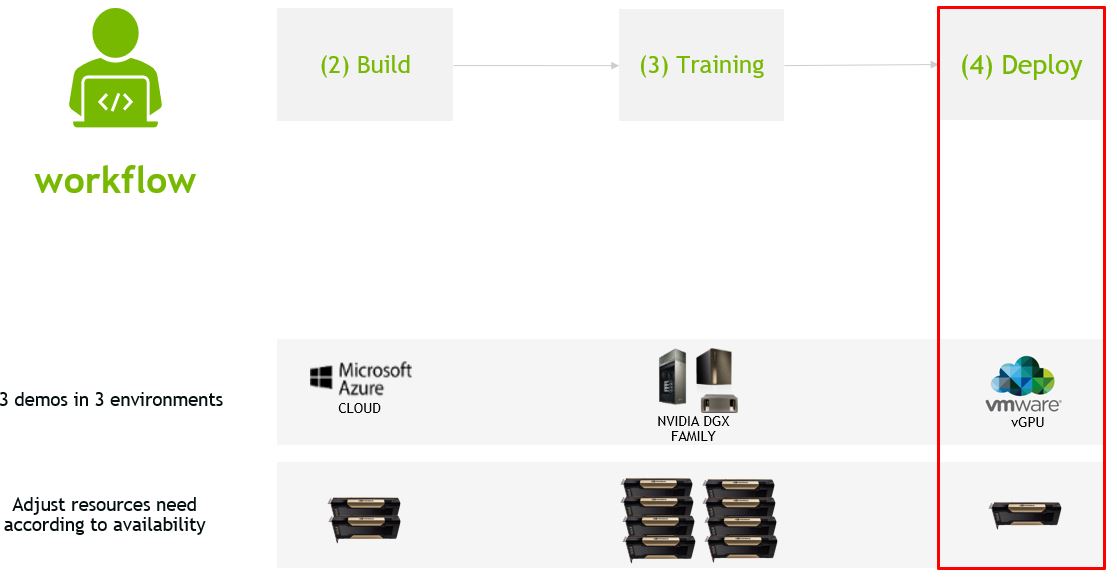 (2) Build
(3) Training
(4) Deploy
</>
workflow
3 demos in 3 environments
Microsoft
Azure
CLOUD
NVIDIA DGX
FAMILY
vmware
vGPU
Adjust resources need
according to availability